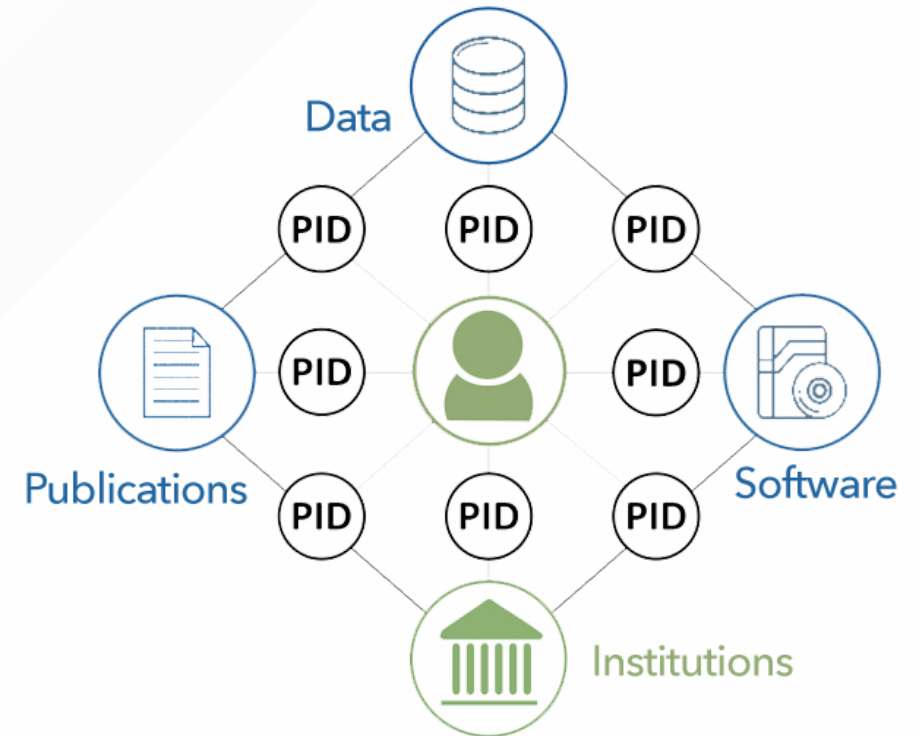 Data
PID PID PID
PID PID
Publications
Software
PID PID PID
Institutions